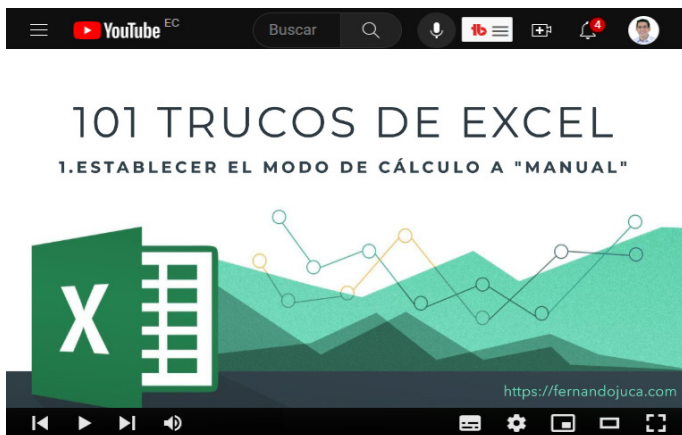 YouTube EC
Buscar
4
101 TRUCOS DE EXCEL
1.ESTABLECER EL MODO DE CÁLCULO A "MANUAL"
X
https://fernandojuca.com